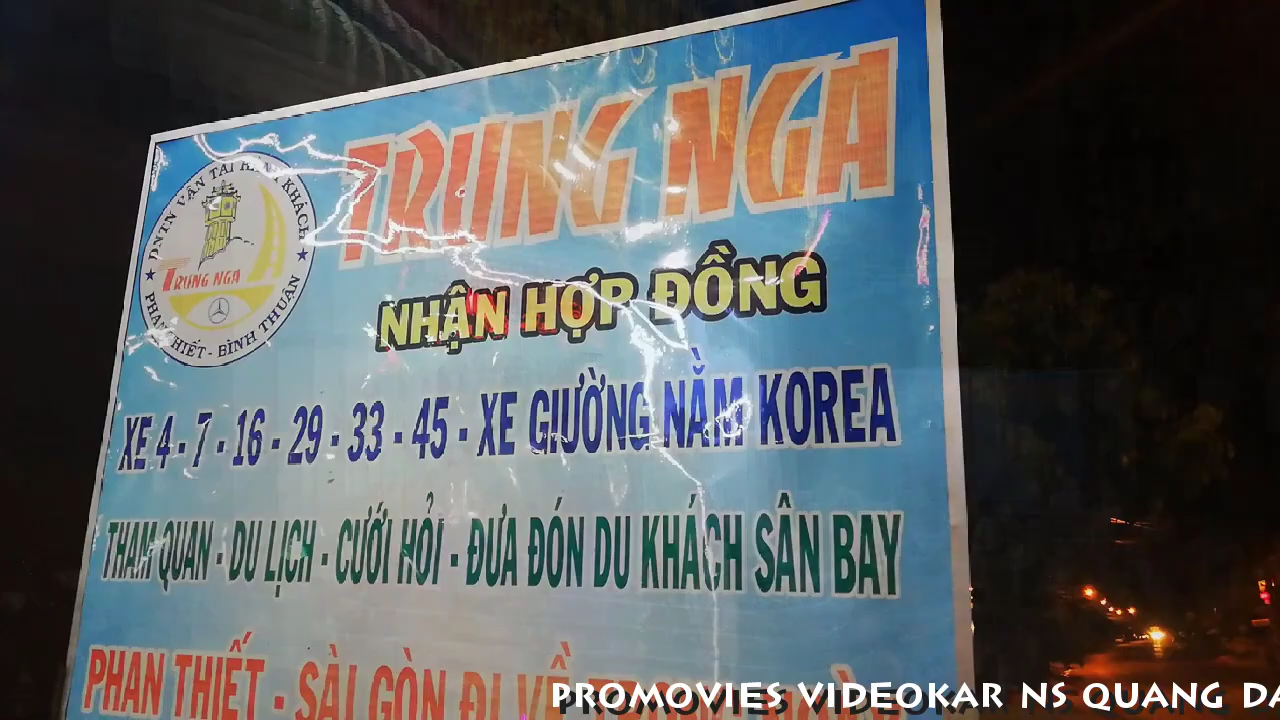 TRUNG NGA
DNTN VẬN TẢI HÀNH KHÁCH
TRUNG NGA
PHAN THIẾT - BÌNH THUẬN
NHẬN HỢP ĐỒNG
XE 4 - 7 - 16 - 29 - 33 - 45 - XE GIƯỜNG NẰM KOREA
THAM QUAN - DU LỊCH - CƯỚI HỎI - ĐƯA ĐÓN DU KHÁCH SÂN BAY
PHAN THIẾT - SÀI GÒN ĐI VỀ
PROMOVIES VIDEOKAR NS QUANG